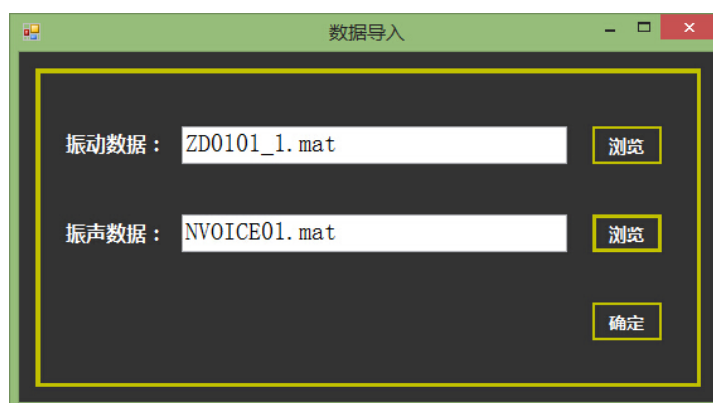 数据导入
振动数据： ZD0101_1.mat 浏览
振声数据： NVOICE01.mat 浏览
确定